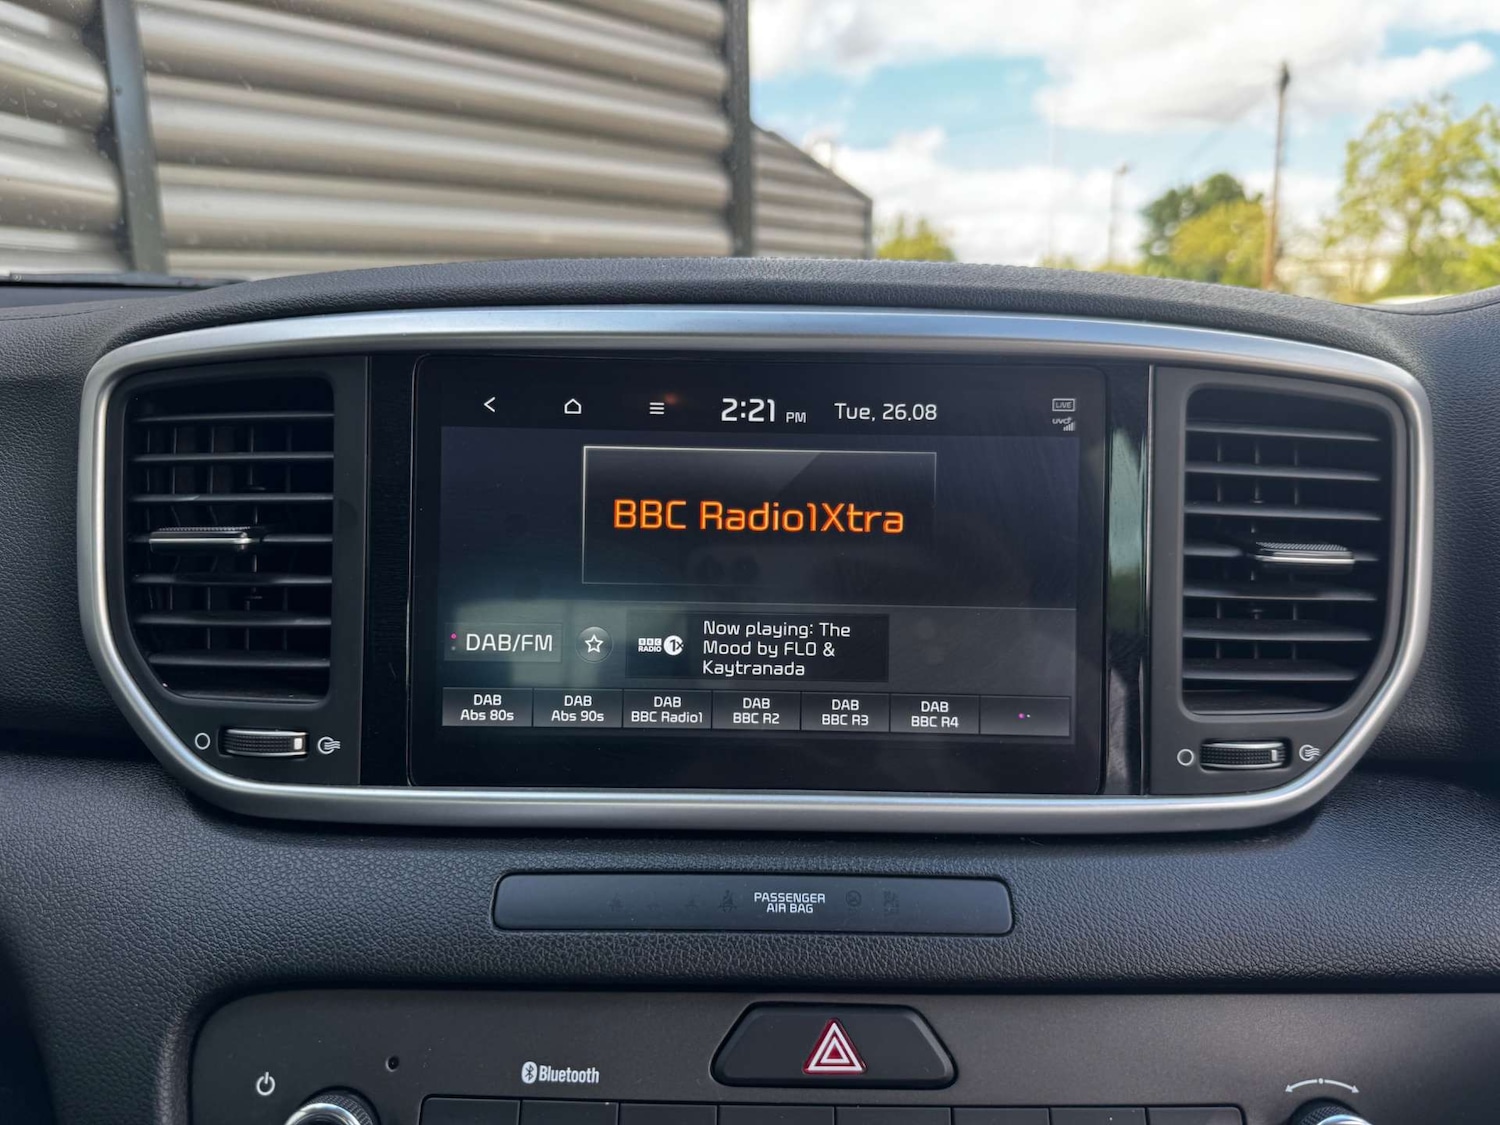 2:21 PM Tue, 26.08
LIVE
UVO
BBC Radio1Xtra
DAB/FM
BBC
RADIO 1X
Now playing: The
Mood by FLO &
Kaytranada
DAB
Abs 80s
DAB
Abs 90s
DAB
BBC Radio1
DAB
BBC R2
DAB
BBC R3
DAB
BBC R4
PASSENGER
AIR BAG
Bluetooth